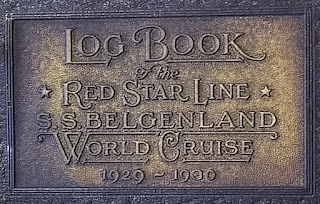 LOG BOOK
of the
★ RED STAR LINE ★
S.S. BELGENLAND
WORLD CRUISE
1929 - 1930